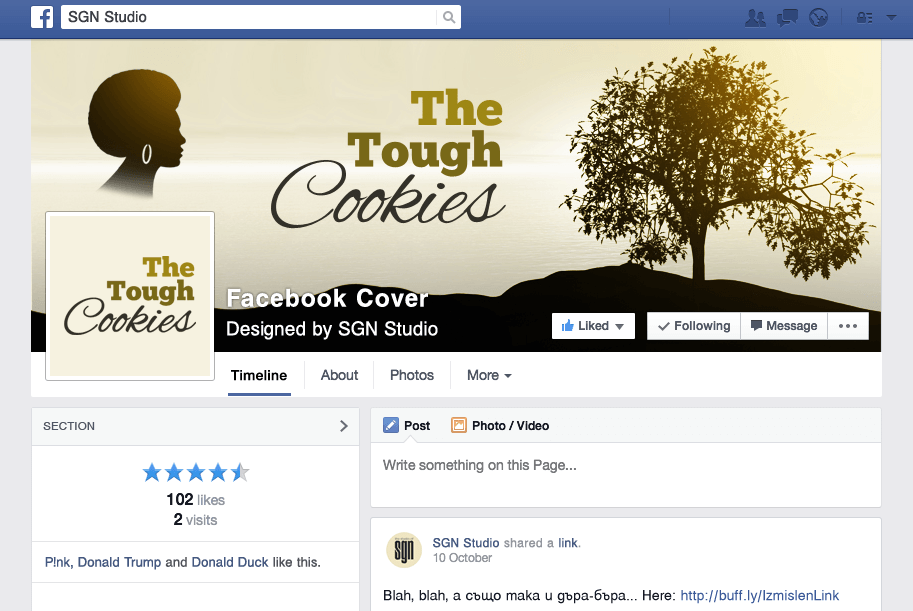 SGN Studio
The
Tough
Cookies
The
Tough
Cookies
Facebook Cover
Designed by SGN Studio
Liked
Following
Message
Timeline
About
Photos
More
SECTION
102 likes
2 visits
P!nk, Donald Trump and Donald Duck like this.
Post
Photo / Video
Write something on this Page...
sgn
SGN Studio shared a link.
10 October
Blah, blah, а също така и дъра-бъра... Here: http://buff.ly/IzmislenLink